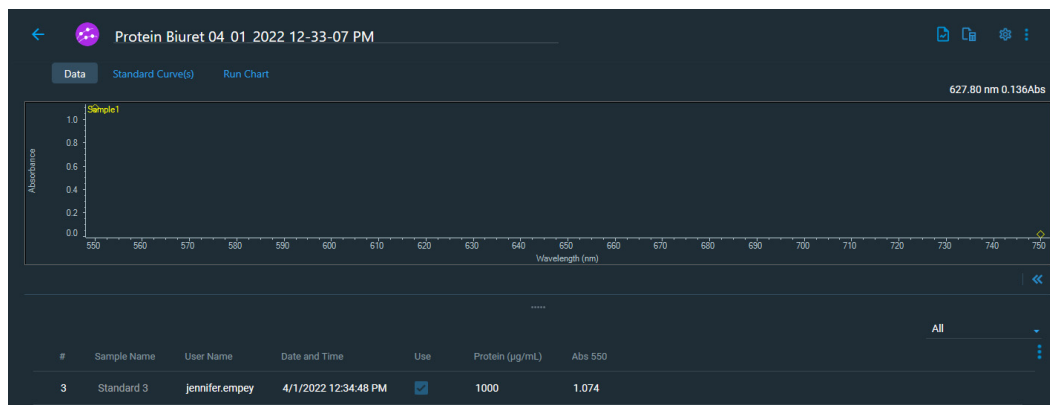 Protein Biuret 04_01_2022 12-33-07 PM
Data Standard Curve(s) Run Chart
627.80 nm 0.136Abs
Sample1
1.0
0.8
0.6
0.4
0.2
0.0
Absorbance
550 560 570 580 590 600 610 620 630 640 650 660 670 680 690 700 710 720 730 740 750
Wavelength (nm)
All
# Sample Name User Name Date and Time Use Protein (µg/mL) Abs 550
3 Standard 3 jennifer.empey 4/1/2022 12:34:48 PM 1000 1.074